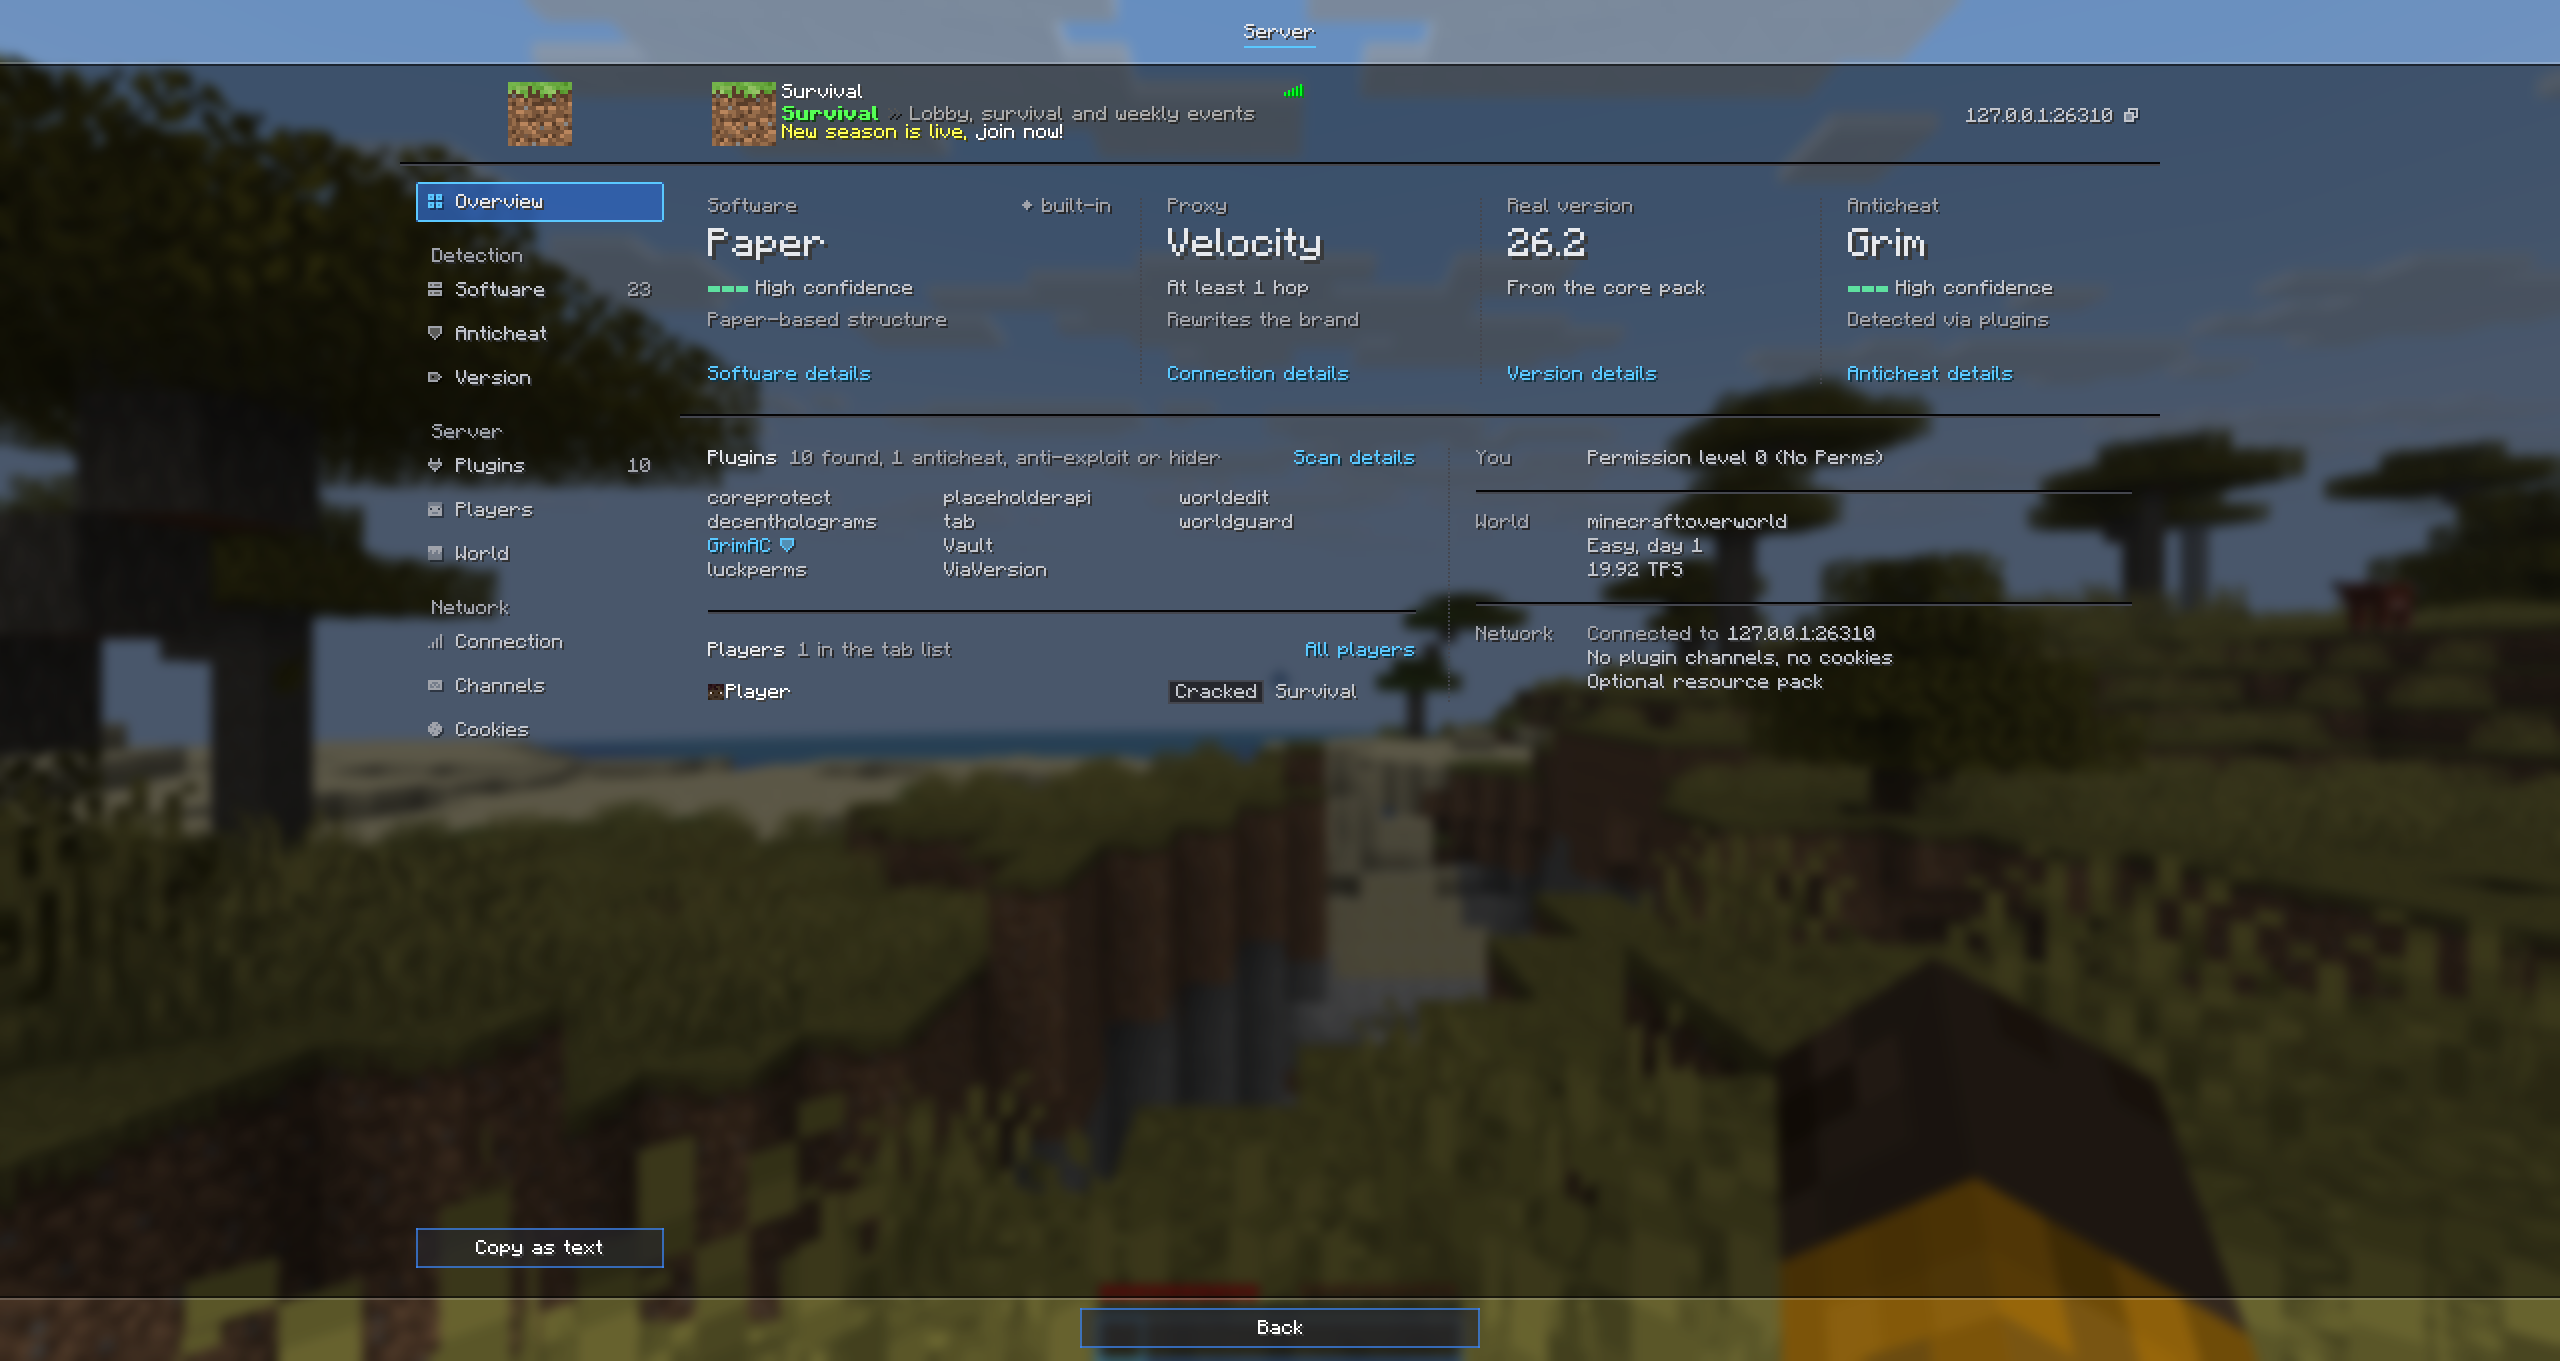 Server
Survival
Survival » Lobby, survival and weekly events
New season is live, join now!
127.0.0.1:26310
Overview
Detection
Software 23
Anticheat
Version
Server
Plugins 10
Players
World
Network
Connection
Channels
Cookies
Copy as text
Software ✦ built-in
Paper
High confidence
Paper-based structure
Software details
Proxy
Velocity
At least 1 hop
Rewrites the brand
Connection details
Real version
26.2
From the core pack
Version details
Anticheat
Grim
High confidence
Detected via plugins
Anticheat details
Plugins 10 found, 1 anticheat, anti-exploit or hider Scan details
coreprotect placeholderapi worldedit
decentholograms tab worldguard
GrimAC Vault
luckperms ViaVersion
Players 1 in the tab list All players
Player Cracked Survival
You Permission level 0 (No Perms)
World minecraft:overworld
Easy, day 1
19.92 TPS
Network Connected to 127.0.0.1:26310
No plugin channels, no cookies
Optional resource pack
Back